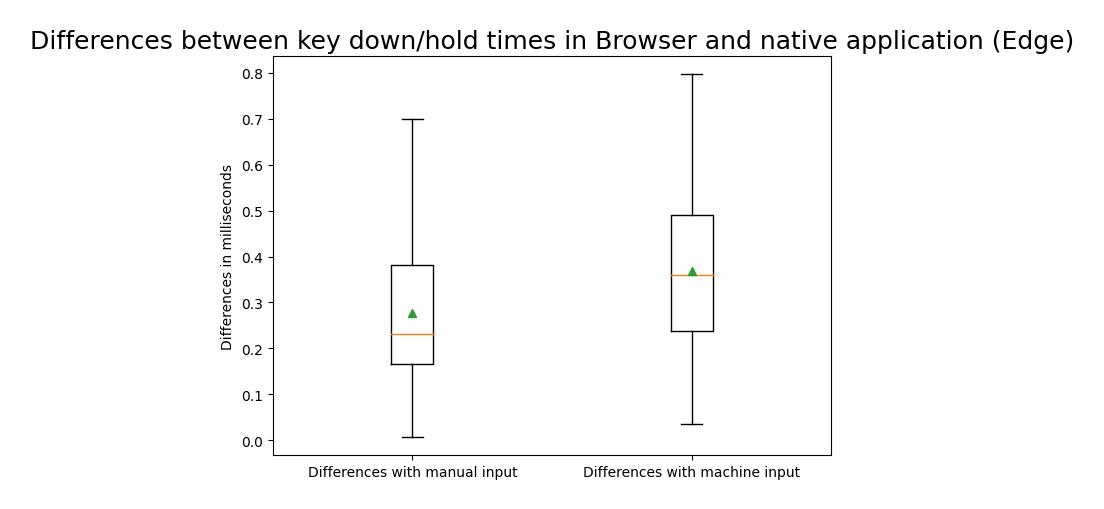 Differences between key down/hold times in Browser and native application (Edge)
0.8
0.7
0.6
0.5
0.4
0.3
0.2
0.1
0.0
Differences in milliseconds
Differences with manual input
Differences with machine input